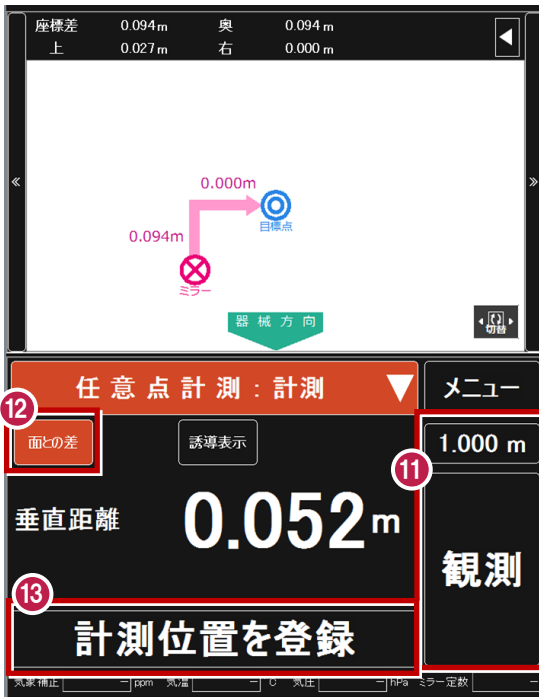 座標差 0.094 m 奥 0.094 m
上 0.027 m 右 0.000 m
«
»
0.000m
目標点
0.094m
ミラー
器械方向
切替
任意点計測:計測
メニュー
⑫
面との差
誘導表示
1.000 m
⑪
垂直距離 0.052m
観測
⑬
計測位置を登録
気象補正 － ppm 気温 － ℃ 気圧 － hPa ミラー定数 －